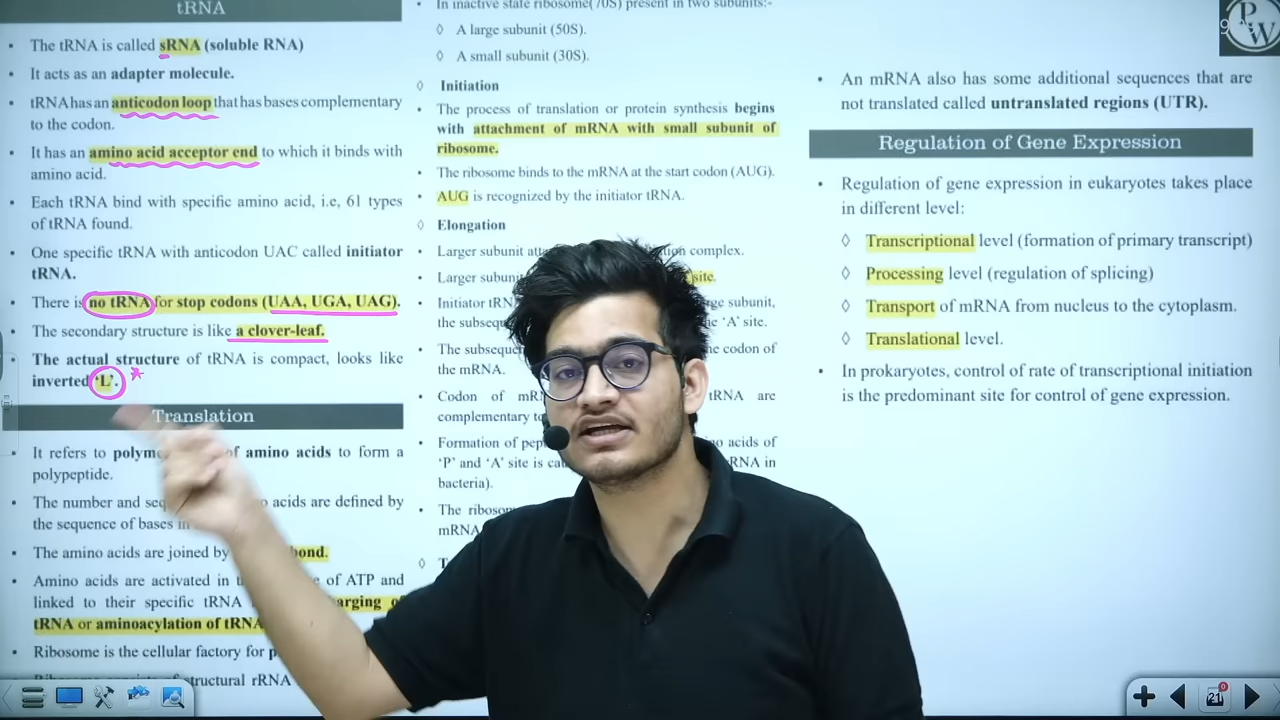 tRNA
• The tRNA is called sRNA (soluble RNA)
• It acts as an adapter molecule.
• tRNA has an anticodon loop that has bases complementary
to the codon.
• It has an amino acid acceptor end to which it binds with
amino acid.
• Each tRNA bind with specific amino acid, i.e, 61 types
of tRNA found.
• One specific tRNA with anticodon UAC called initiator
tRNA.
• There is no tRNA for stop codons (UAA, UGA, UAG).
• The secondary structure is like a clover-leaf.
• The actual structure of tRNA is compact, looks like
inverted 'L'. *
Translation
• It refers to of amino acids to form a
polypeptide.
• The number and acids are defined by
the sequence of bases in
• The amino acids are joined by bond.
• Amino acids are activated in of ATP and
linked to their specific tRNA of
tRNA or aminoacylation of tRNA
• Ribosome is the cellular factory for
structural rRNA
• In inactive state ribosome(70S) present in two subunits:-
◊ A large subunit (50S).
◊ A small subunit (30S).
◊ Initiation
• The process of translation or protein synthesis begins
with attachment of mRNA with small subunit of
ribosome.
• The ribosome binds to the mRNA at the start codon (AUG).
• AUG is recognized by the initiator tRNA.
◊ Elongation
• Larger subunit complex.
• Larger site.
• Initiator subunit,
the 'A' site.
• The codon of
the mRNA.
• Codon of tRNA are
complementary
• Formation of acids of
'P' and 'A' site is in
bacteria).
• The
mRNA
◊
• An mRNA also has some additional sequences that are
not translated called untranslated regions (UTR).
Regulation of Gene Expression
• Regulation of gene expression in eukaryotes takes place
in different level:
◊ Transcriptional level (formation of primary transcript)
◊ Processing level (regulation of splicing)
◊ Transport of mRNA from nucleus to the cytoplasm.
◊ Translational level.
• In prokaryotes, control of rate of transcriptional initiation
is the predominant site for control of gene expression.
PW
21
0